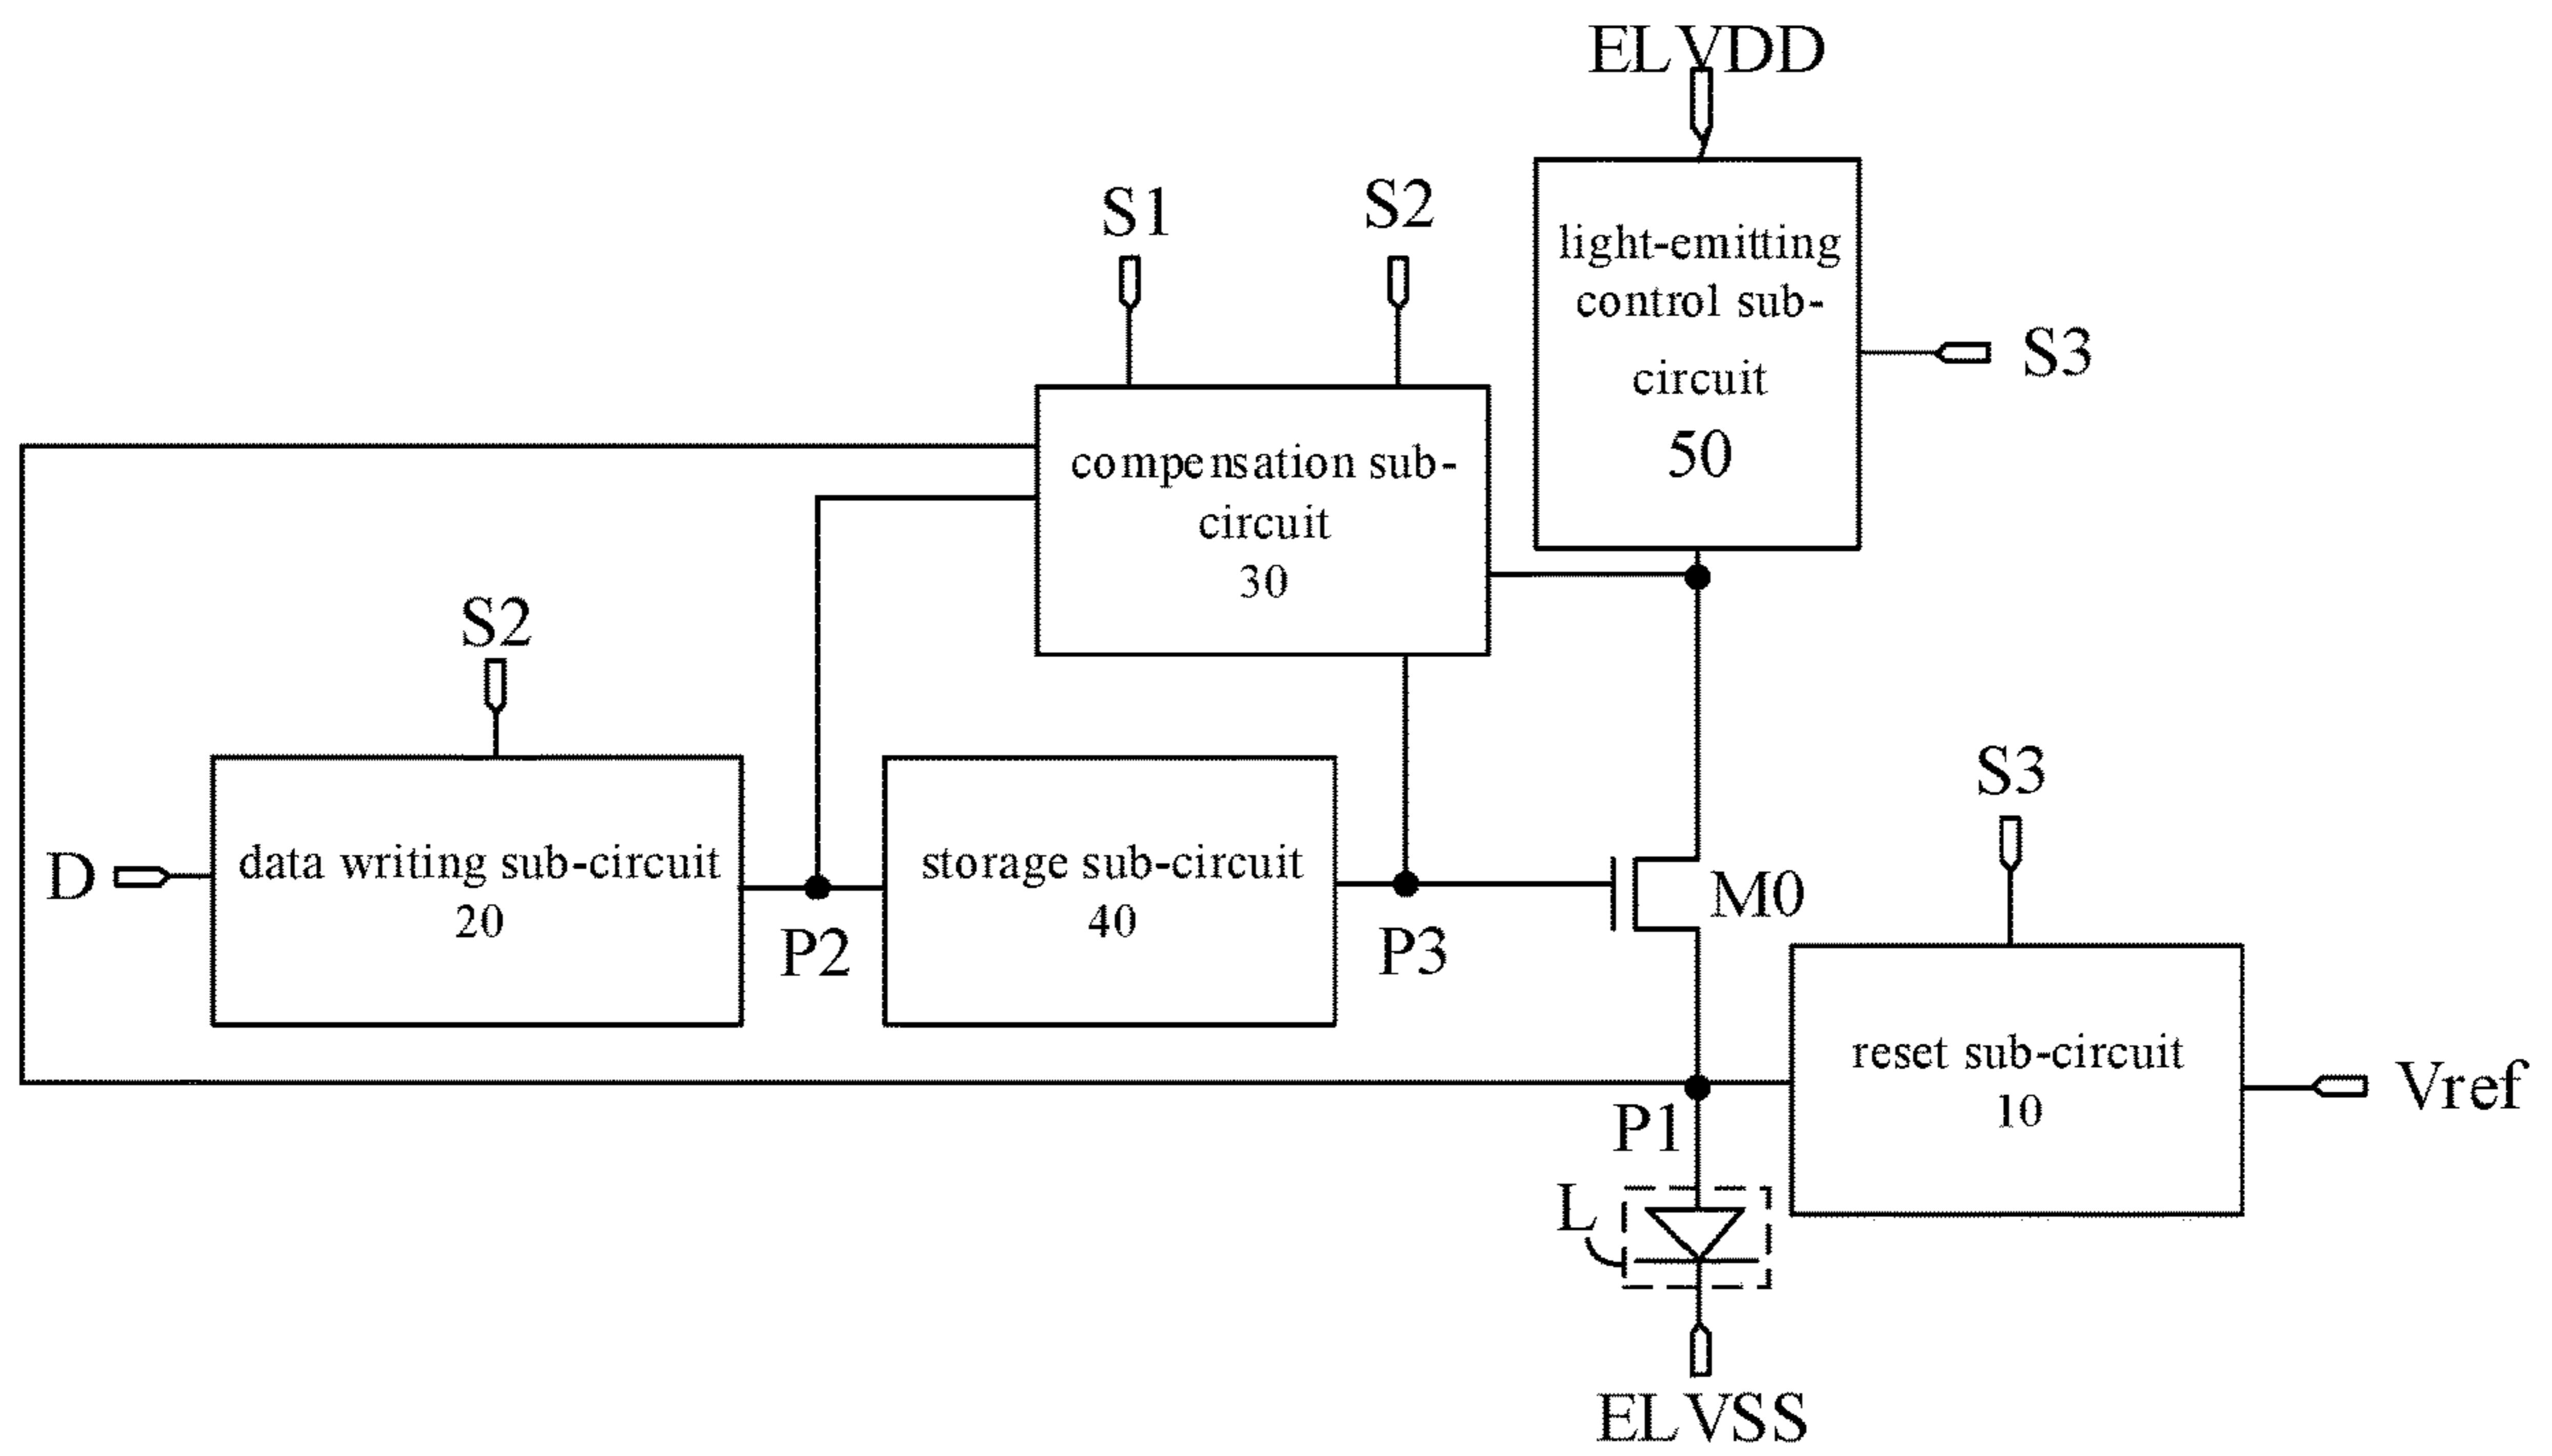 ELVDD
S1
S2
light-emitting
control sub-
circuit
50
S3
compensation sub-
circuit
30
S2
D
data writing sub-circuit
20
P2
storage sub-circuit
40
P3
M0
S3
reset sub-circuit
10
Vref
P1
L
ELVSS